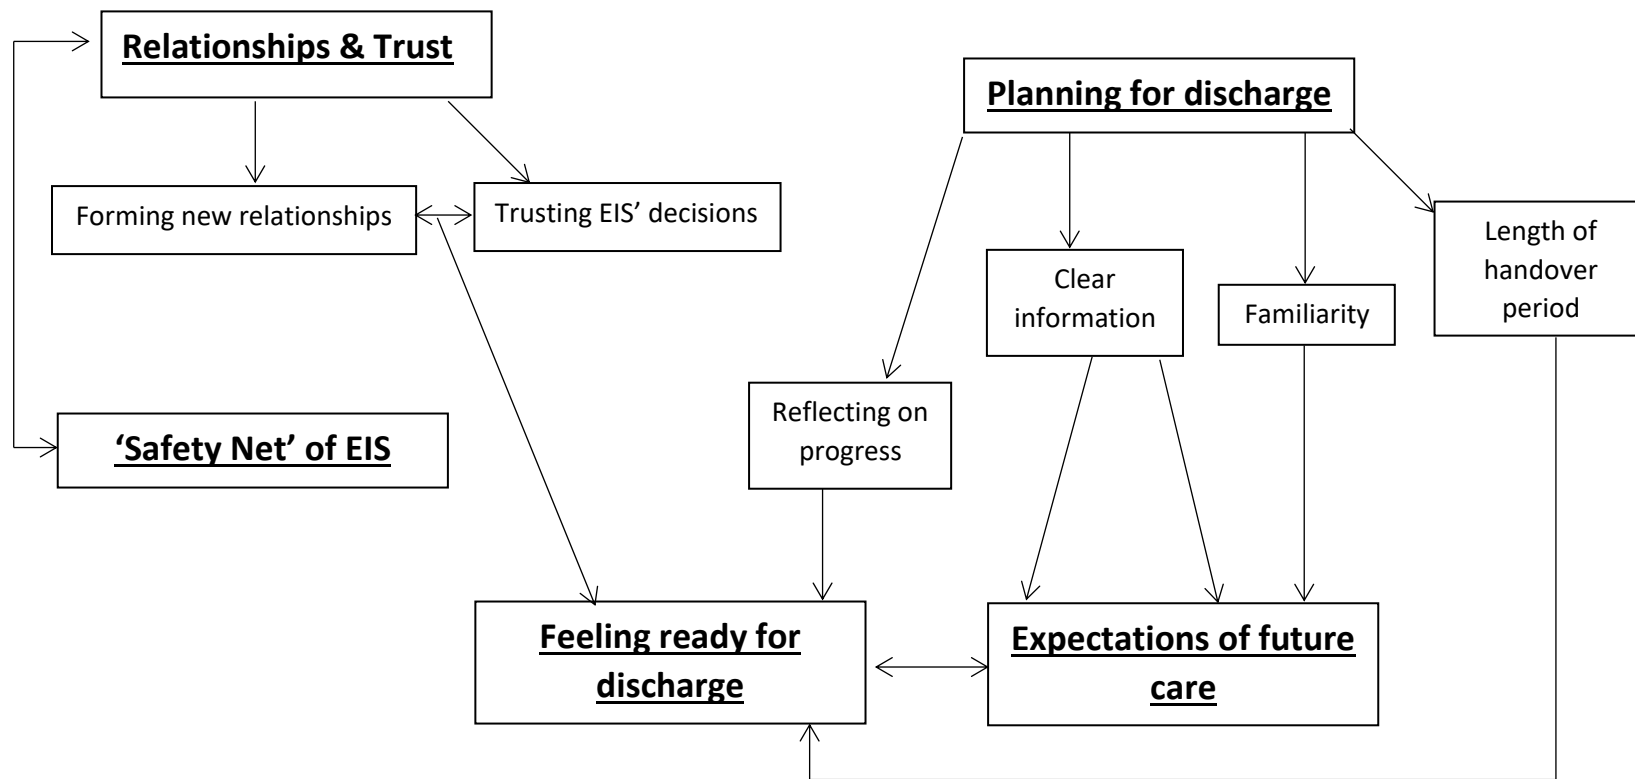 Relationships & Trust
Planning for discharge
Forming new relationships
Trusting EIS’ decisions
Length of
handover
period
Clear
information
Familiarity
Reflecting on
progress
‘Safety Net’ of EIS
Feeling ready for
discharge
Expectations of future
care